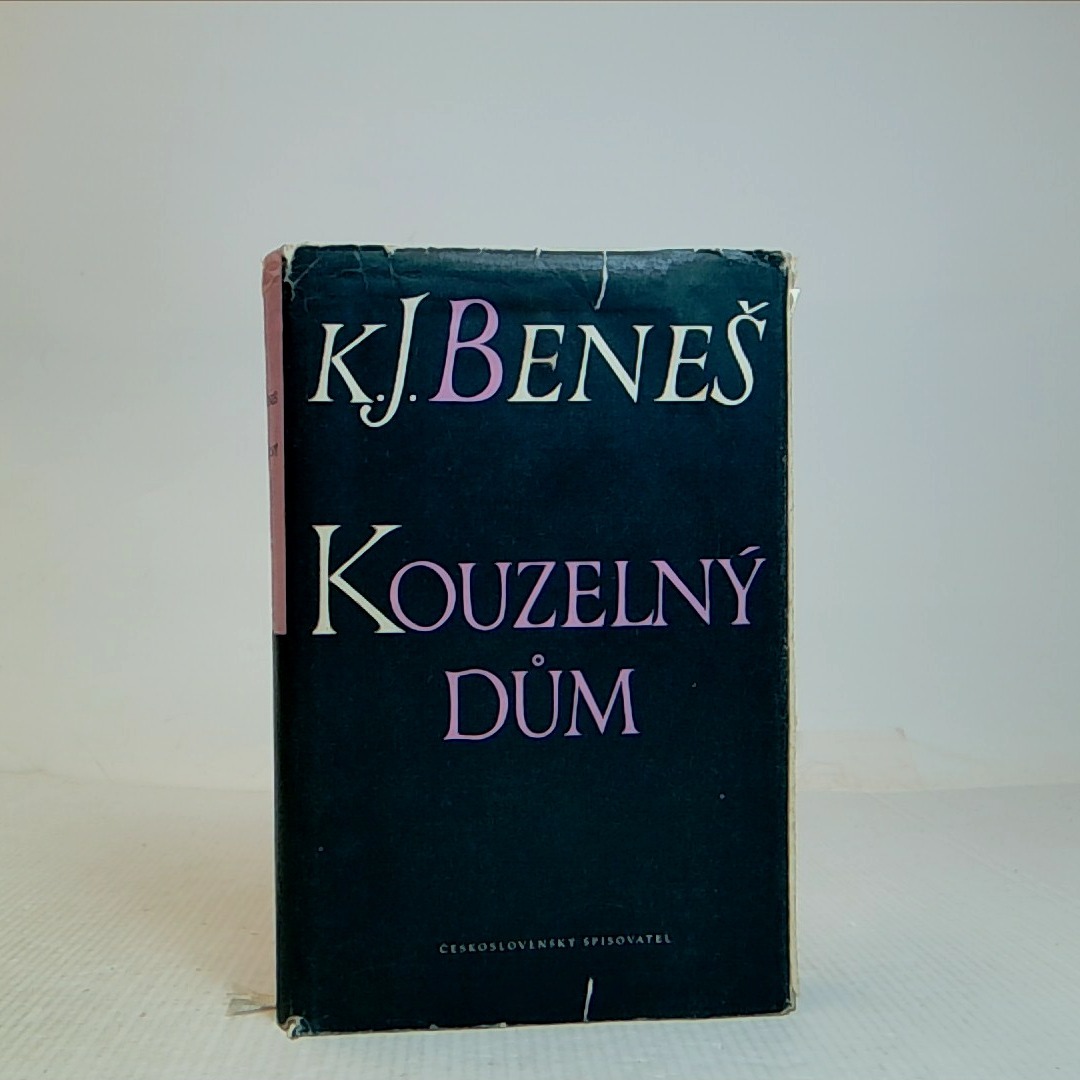 K.J. BENEŠ
KOUZELNÝ
DŮM
ČESKOSLOVENSKÝ SPISOVATEL